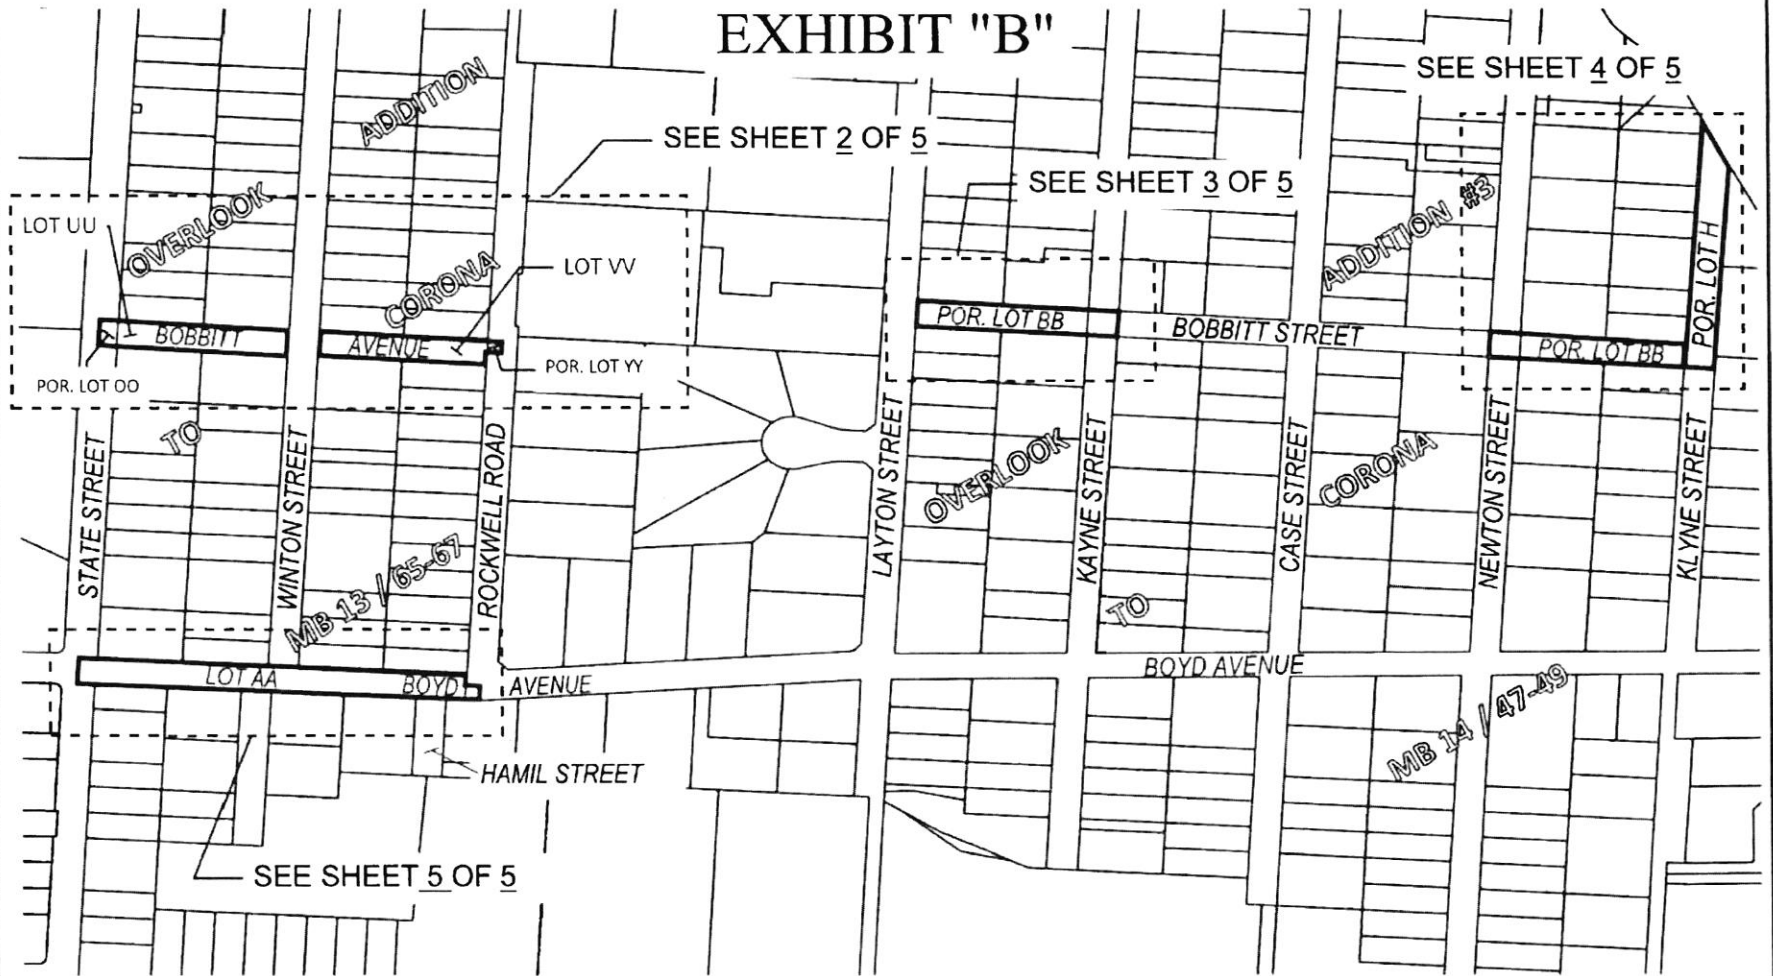 EXHIBIT "B"
SEE SHEET 4 OF 5
ADDITION
SEE SHEET 2 OF 5
SEE SHEET 3 OF 5
LOT UU
OVERLOOK
CORONA
LOT VV
ADDITION #3
POR. LOT H
BOBBITT
AVENUE
POR. LOT BB
BOBBITT STREET
POR. LOT BB
POR. LOT OO
POR. LOT YY
TO
STATE STREET
WINTON STREET
ROCKWELL ROAD
LAYTON STREET
OVERLOOK
KAYNE STREET
CASE STREET
CORONA
NEWTON STREET
KLYNE STREET
MB 13 / 65-67
TO
LOT AA
BOYD
AVENUE
BOYD AVENUE
MB 14 / 47-49
HAMIL STREET
SEE SHEET 5 OF 5